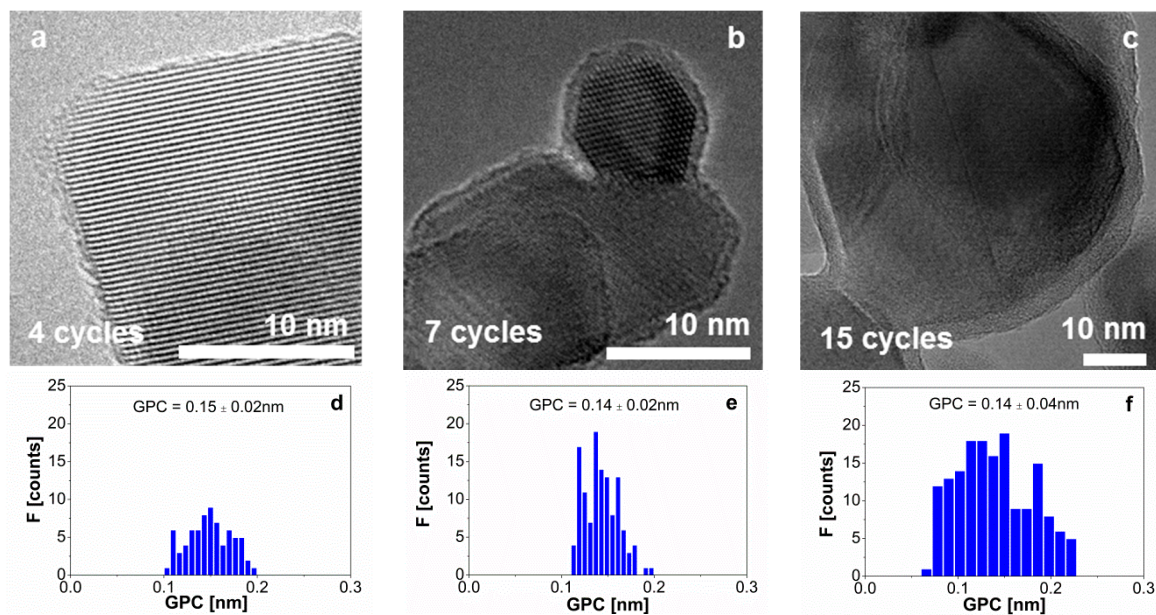 a
4 cycles
10 nm
b
7 cycles
10 nm
c
15 cycles
10 nm
25
20
15
10
5
0
F [counts]
GPC = 0.15 ± 0.02nm
d
0.0
0.1
0.2
0.3
GPC [nm]
25
20
15
10
5
0
F [counts]
GPC = 0.14 ± 0.02nm
e
0.0
0.1
0.2
0.3
GPC [nm]
25
20
15
10
5
0
F [counts]
GPC = 0.14 ± 0.04nm
f
0.0
0.1
0.2
0.3
GPC [nm]